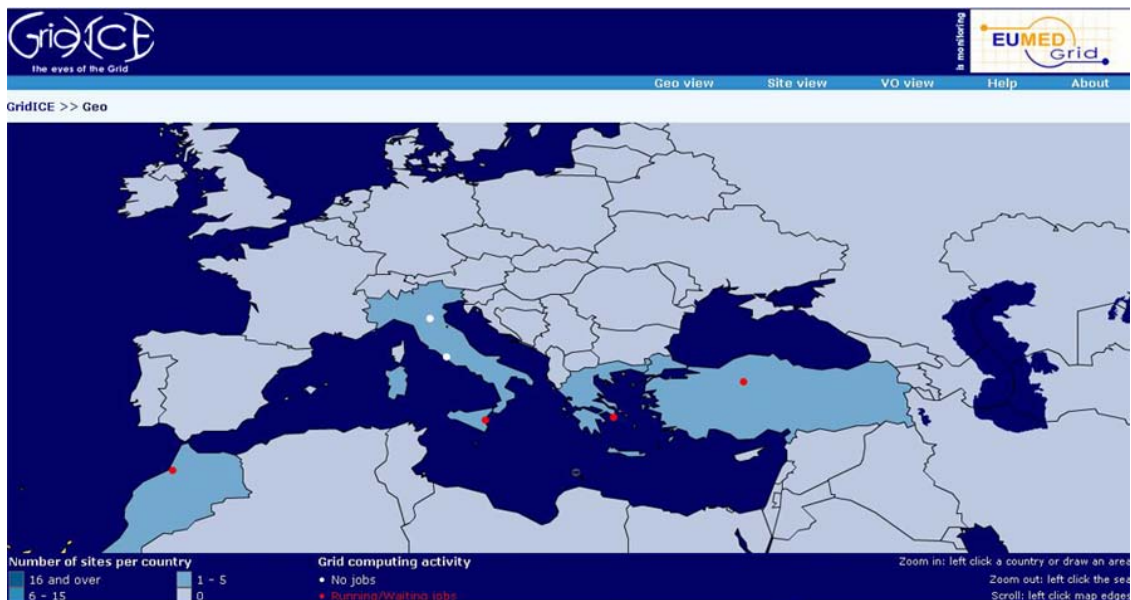 GridICE
the eyes of the Grid
is monitoring
EUMED
Grid
Geo view Site view VO view Help About
GridICE >> Geo
Number of sites per country
16 and over 1 - 5
6 - 15 0
Grid computing activity
No jobs
Running/Waiting jobs
Zoom in: left click a country or draw an area
Zoom out: left click the sea
Scroll: left click map edges